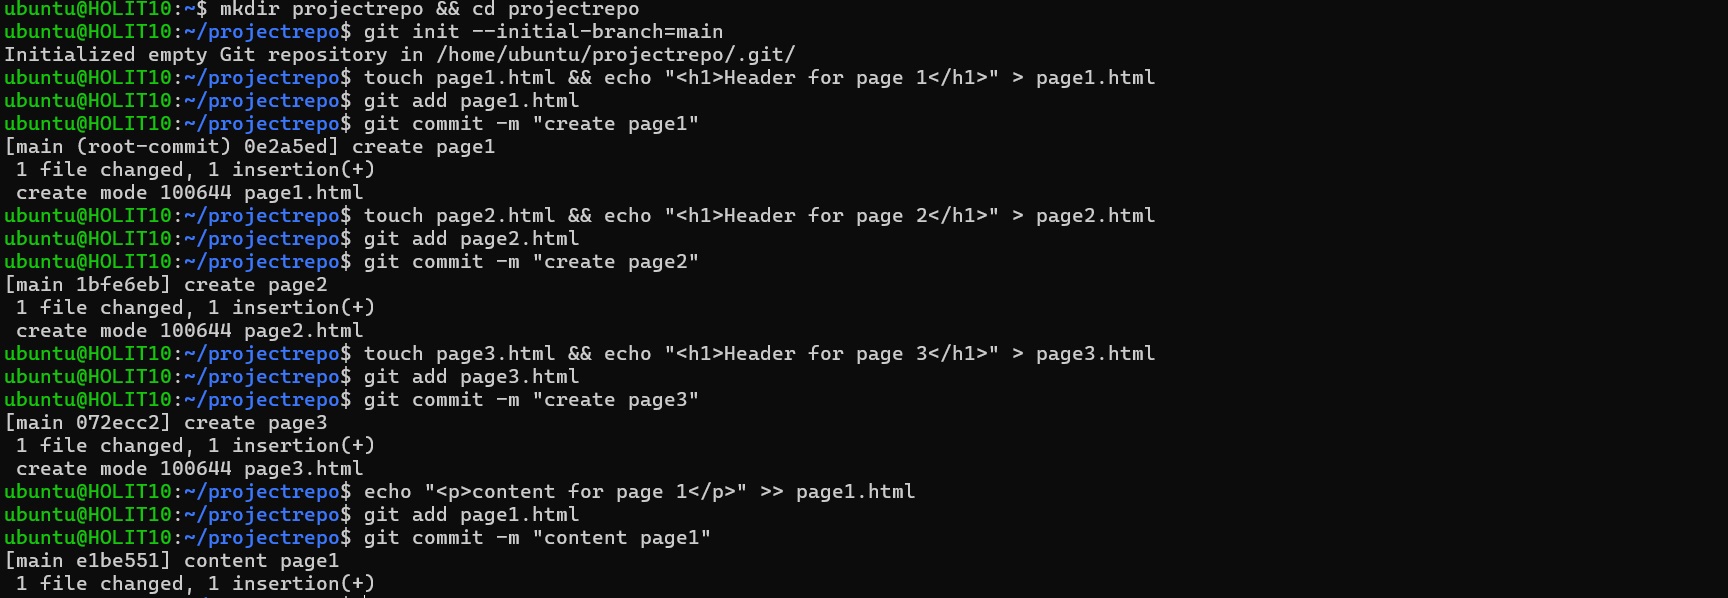 ubuntu@HOLIT10:~$ mkdir projectrepo && cd projectrepo
ubuntu@HOLIT10:~/projectrepo$ git init --initial-branch=main
Initialized empty Git repository in /home/ubuntu/projectrepo/.git/
ubuntu@HOLIT10:~/projectrepo$ touch page1.html && echo "<h1>Header for page 1</h1>" > page1.html
ubuntu@HOLIT10:~/projectrepo$ git add page1.html
ubuntu@HOLIT10:~/projectrepo$ git commit -m "create page1"
[main (root-commit) 0e2a5ed] create page1
 1 file changed, 1 insertion(+)
 create mode 100644 page1.html
ubuntu@HOLIT10:~/projectrepo$ touch page2.html && echo "<h1>Header for page 2</h1>" > page2.html
ubuntu@HOLIT10:~/projectrepo$ git add page2.html
ubuntu@HOLIT10:~/projectrepo$ git commit -m "create page2"
[main 1bfe6eb] create page2
 1 file changed, 1 insertion(+)
 create mode 100644 page2.html
ubuntu@HOLIT10:~/projectrepo$ touch page3.html && echo "<h1>Header for page 3</h1>" > page3.html
ubuntu@HOLIT10:~/projectrepo$ git add page3.html
ubuntu@HOLIT10:~/projectrepo$ git commit -m "create page3"
[main 072ecc2] create page3
 1 file changed, 1 insertion(+)
 create mode 100644 page3.html
ubuntu@HOLIT10:~/projectrepo$ echo "<p>content for page 1</p>" >> page1.html
ubuntu@HOLIT10:~/projectrepo$ git add page1.html
ubuntu@HOLIT10:~/projectrepo$ git commit -m "content page1"
[main e1be551] content page1
 1 file changed, 1 insertion(+)